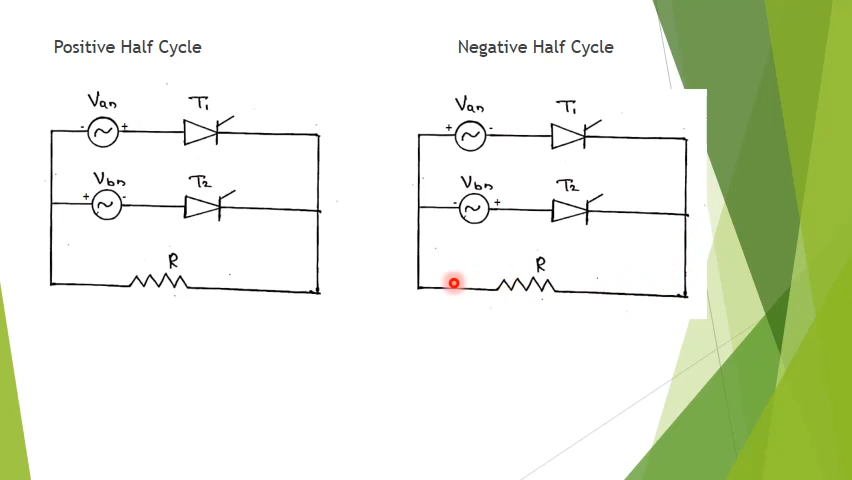 Positive Half Cycle
Negative Half Cycle
Van
T1
- +
Vbn
T2
+ -
R
Van
T1
+ -
Vbn
T2
- +
R